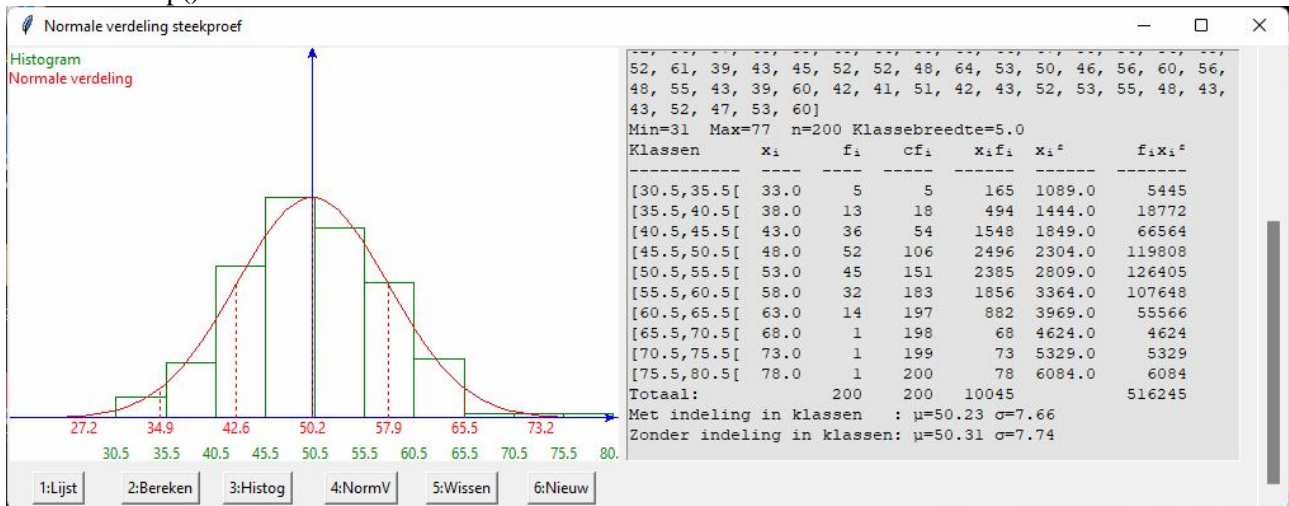 Normale verdeling steekproef
Histogram
Normale verdeling
52, 61, 39, 43, 45, 52, 52, 48, 64, 53, 50, 46, 56, 60, 56,
48, 55, 43, 39, 60, 42, 41, 51, 42, 43, 52, 53, 55, 48, 43,
43, 52, 47, 53, 60]
Min=31 Max=77 n=200 Klassebreedte=5.0
Klassen xᵢ fᵢ cfᵢ xᵢfᵢ xᵢ² fᵢxᵢ²
----------- ---- ---- ----- ------ ------ -------
[30.5,35.5[ 33.0 5 5 165 1089.0 5445
[35.5,40.5[ 38.0 13 18 494 1444.0 18772
[40.5,45.5[ 43.0 36 54 1548 1849.0 66564
[45.5,50.5[ 48.0 52 106 2496 2304.0 119808
[50.5,55.5[ 53.0 45 151 2385 2809.0 126405
[55.5,60.5[ 58.0 32 183 1856 3364.0 107648
[60.5,65.5[ 63.0 14 197 882 3969.0 55566
[65.5,70.5[ 68.0 1 198 68 4624.0 4624
[70.5,75.5[ 73.0 1 199 73 5329.0 5329
[75.5,80.5[ 78.0 1 200 78 6084.0 6084
Totaal: 200 200 10045 516245
Met indeling in klassen : μ=50.23 σ=7.66
Zonder indeling in klassen: μ=50.31 σ=7.74
27.2 34.9 42.6 50.2 57.9 65.5 73.2
30.5 35.5 40.5 45.5 50.5 55.5 60.5 65.5 70.5 75.5 80.
1:Lijst 2:Bereken 3:Histog 4:NormV 5:Wissen 6:Nieuw